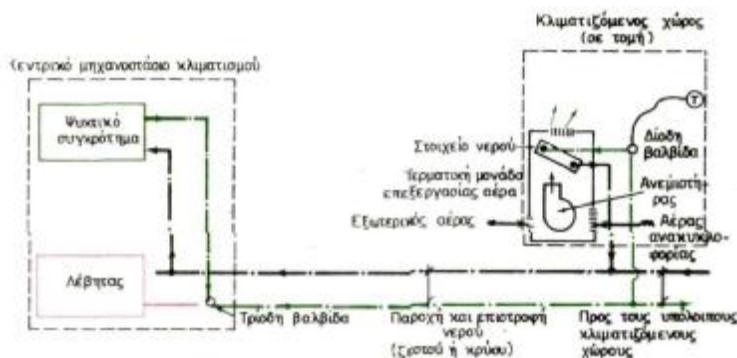 Κλιματιζόμενος χώρος
(σε τομή)
Κεντρικό μηχανοστάσιο κλιματισμού
Ψυκτικό
συγκρότημα
Στοιχείο νερού
Τερματική μονάδα
επεξεργασίας αέρα
Εξωτερικός αέρας
T
Δίοδη
βαλβίδα
Ανεμιστή-
ρας
Αέρας
ανακυκλο-
φορίας
Λέβητας
Τρίοδη βαλβίδα
Παροχή και επιστροφή
νερού
(ζεστού ή κρύου)
Προς τους υπόλοιπους
κλιματιζόμενους
χώρους